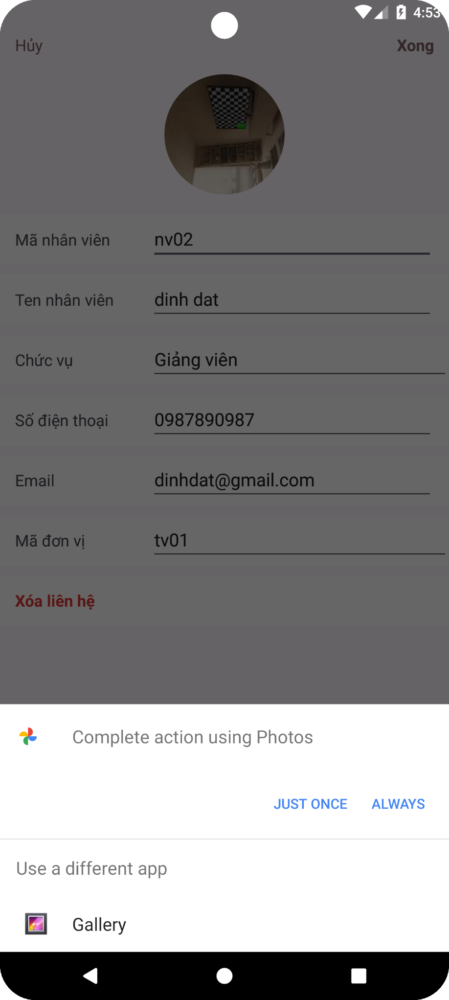 4:53
Hủy
Xong
Mã nhân viên
nv02
Ten nhân viên
dinh dat
Chức vụ
Giảng viên
Số điện thoại
0987890987
Email
dinhdat@gmail.com
Mã đơn vị
tv01
Xóa liên hệ
Complete action using Photos
JUST ONCE
ALWAYS
Use a different app
Gallery